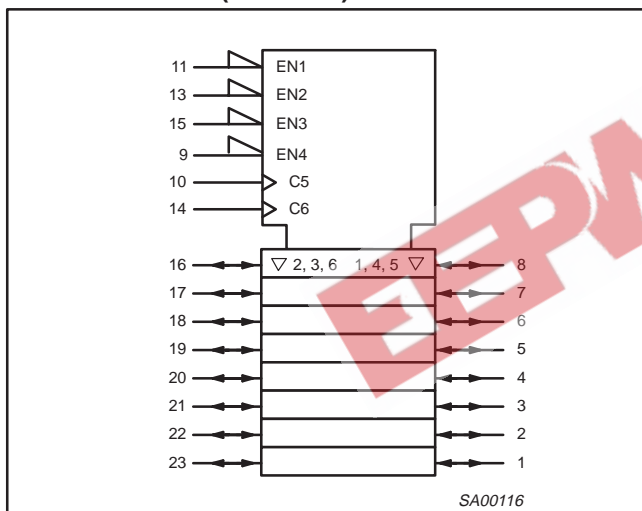 11 EN1
13 EN2
15 EN3
9 EN4
10 C5
14 C6
16 ▽ 2, 3, 6 1, 4, 5 ▽ 8
17 7
18 6
19 5
20 4
21 3
22 2
23 1
SA00116